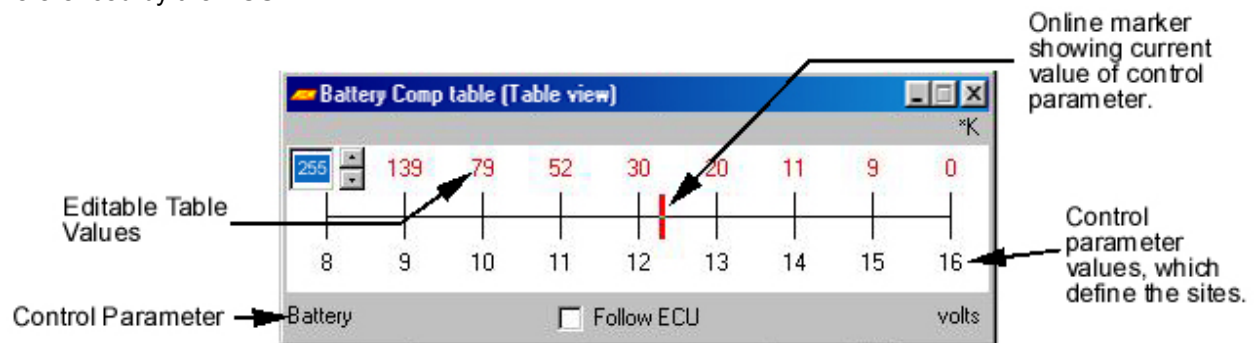 Online marker
showing current
value of control
parameter.
Battery Comp table (Table view)
*K
255 139 79 52 30 20 11 9 0
Editable Table
Values
8 9 10 11 12 13 14 15 16
Control
parameter
values, which
define the sites.
Control Parameter
Battery Follow ECU volts